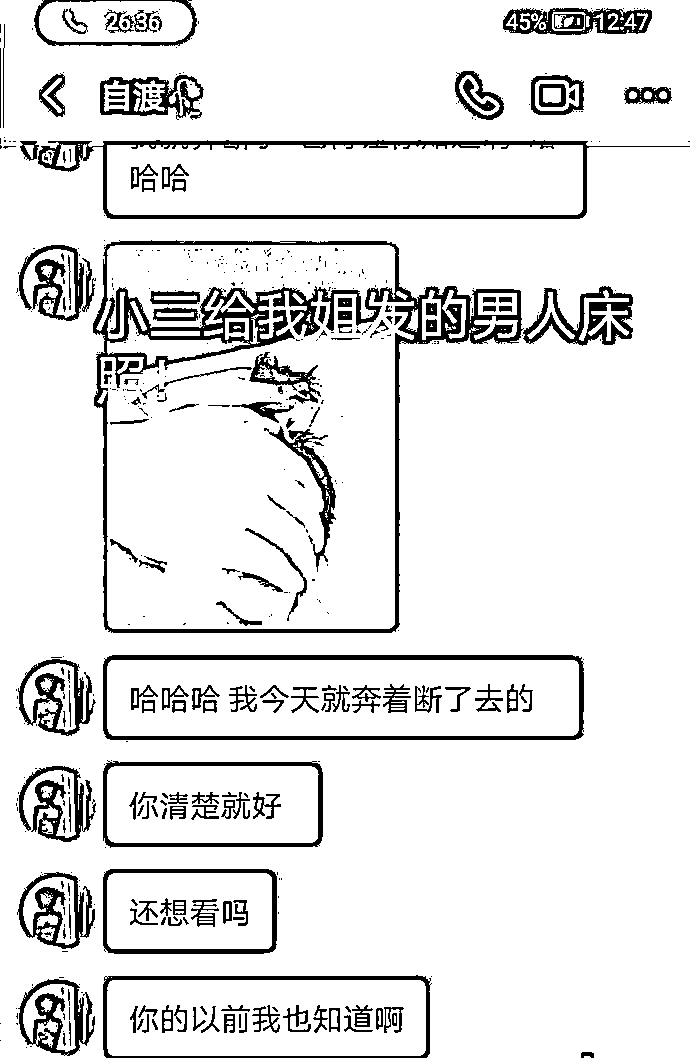 26:36
45%
12:47
自渡
哈哈
小三给我姐发的男人床
照!
哈哈哈 我今天就奔着断了去的
你清楚就好
还想看吗
你的以前我也知道啊